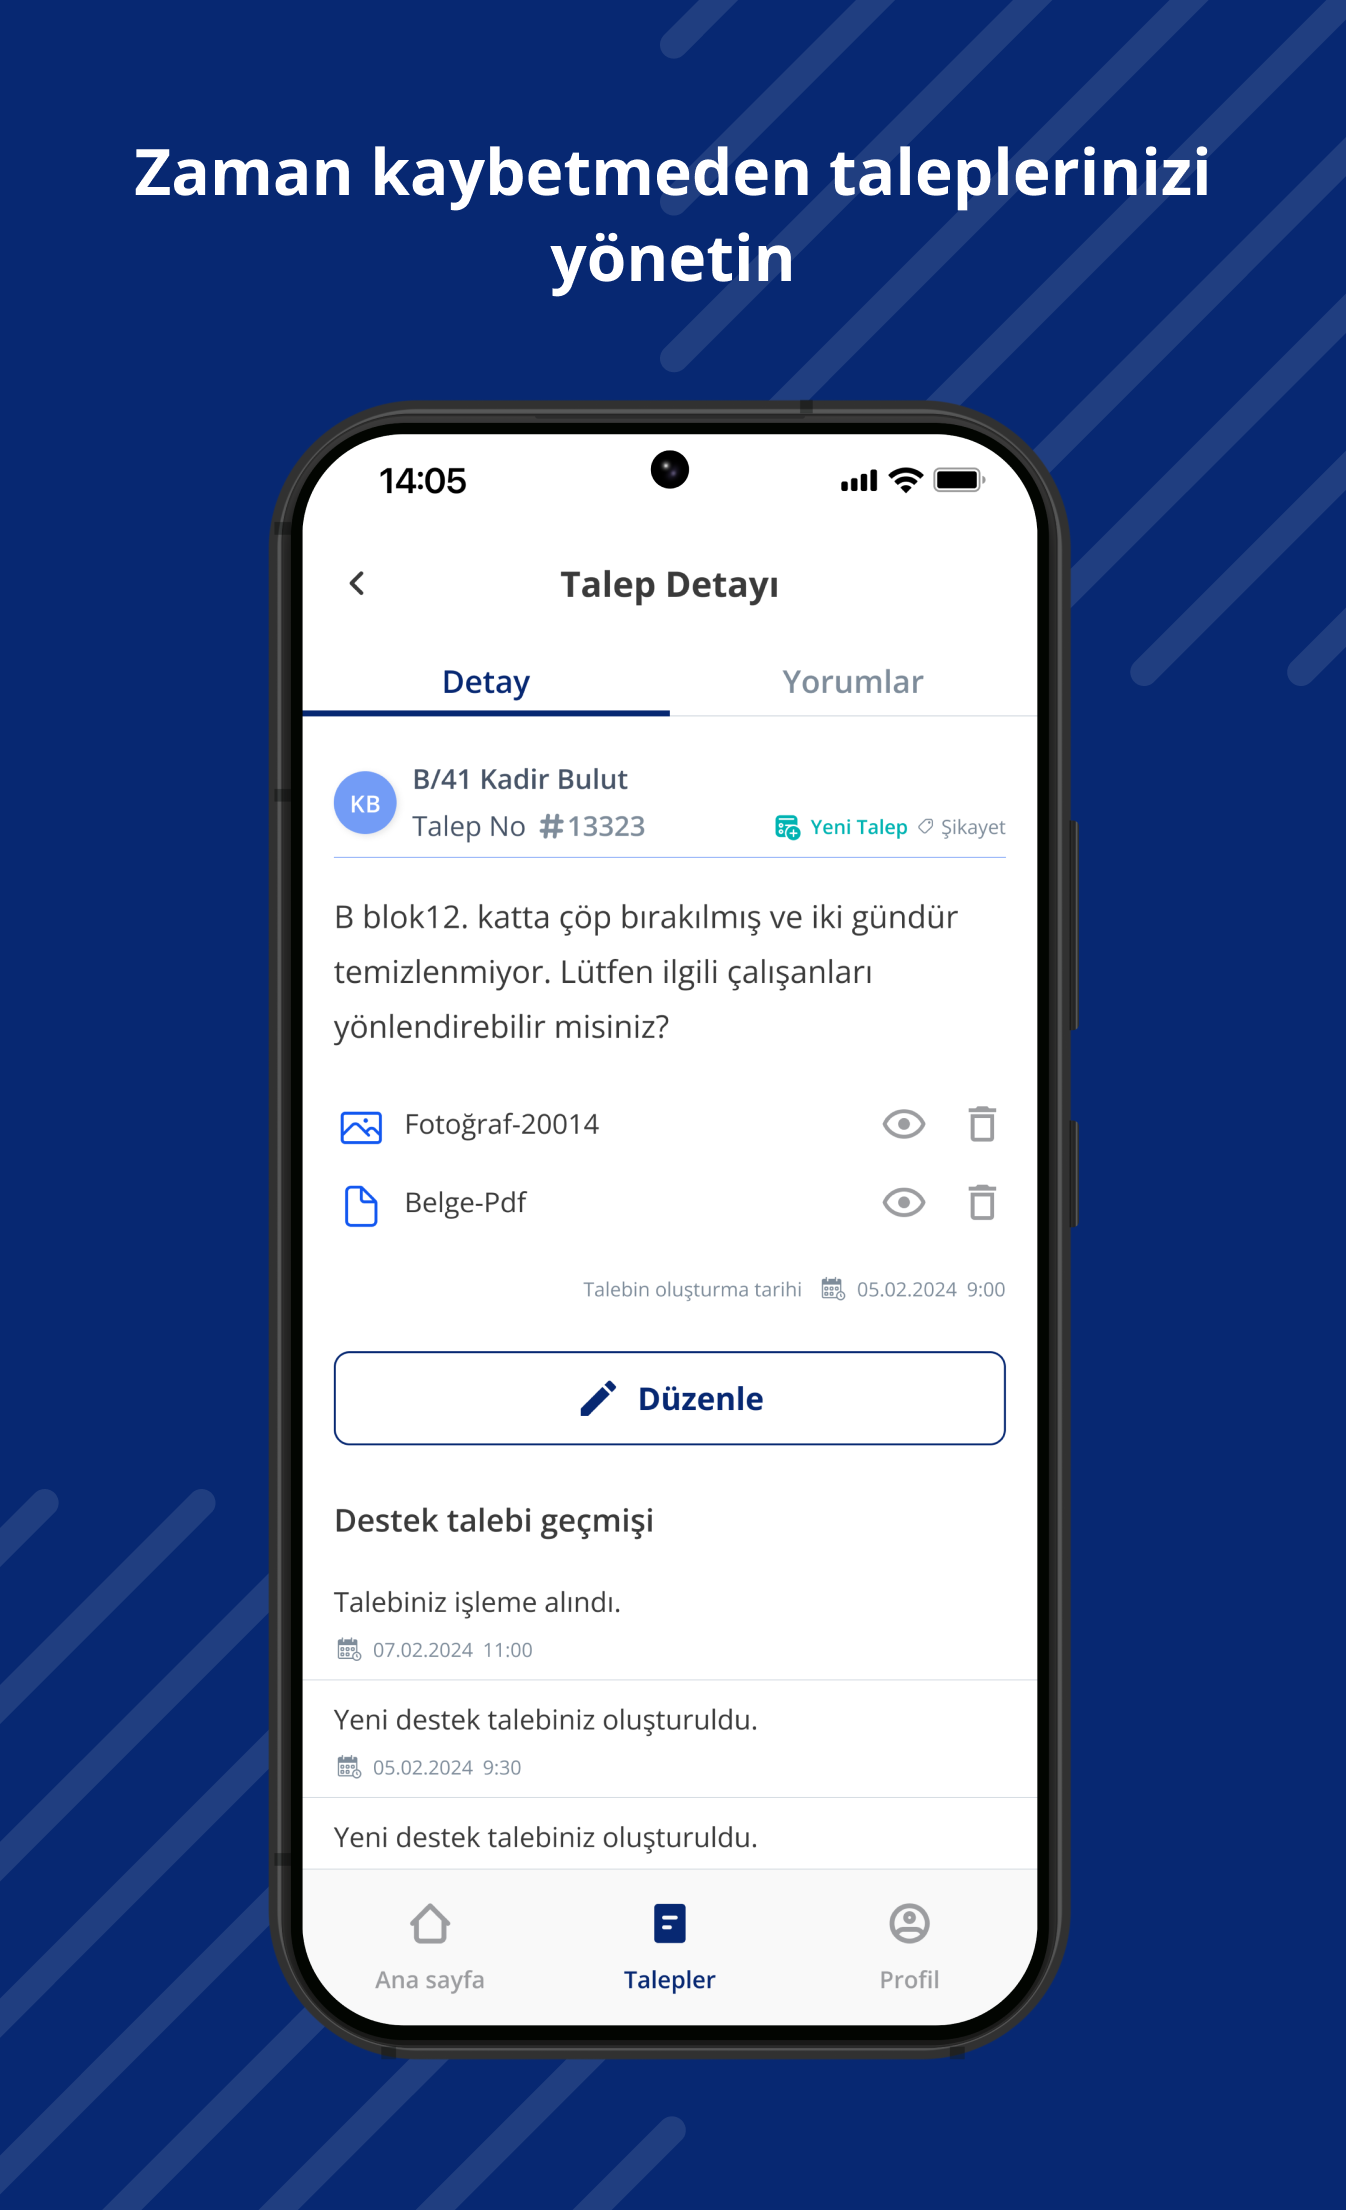 Zaman kaybetmeden taleplerinizi
yönetin
14:05
Talep Detayı
Detay
Yorumlar
KB
B/41 Kadir Bulut
Talep No #13323
Yeni Talep
Şikayet
B blok12. katta çöp bırakılmış ve iki gündür
temizlenmiyor. Lütfen ilgili çalışanları
yönlendirebilir misiniz?
Fotoğraf-20014
Belge-Pdf
Talebin oluşturma tarihi 05.02.2024 9:00
Düzenle
Destek talebi geçmişi
Talebiniz işleme alındı.
07.02.2024 11:00
Yeni destek talebiniz oluşturuldu.
05.02.2024 9:30
Yeni destek talebiniz oluşturuldu.
Ana sayfa
Talepler
Profil